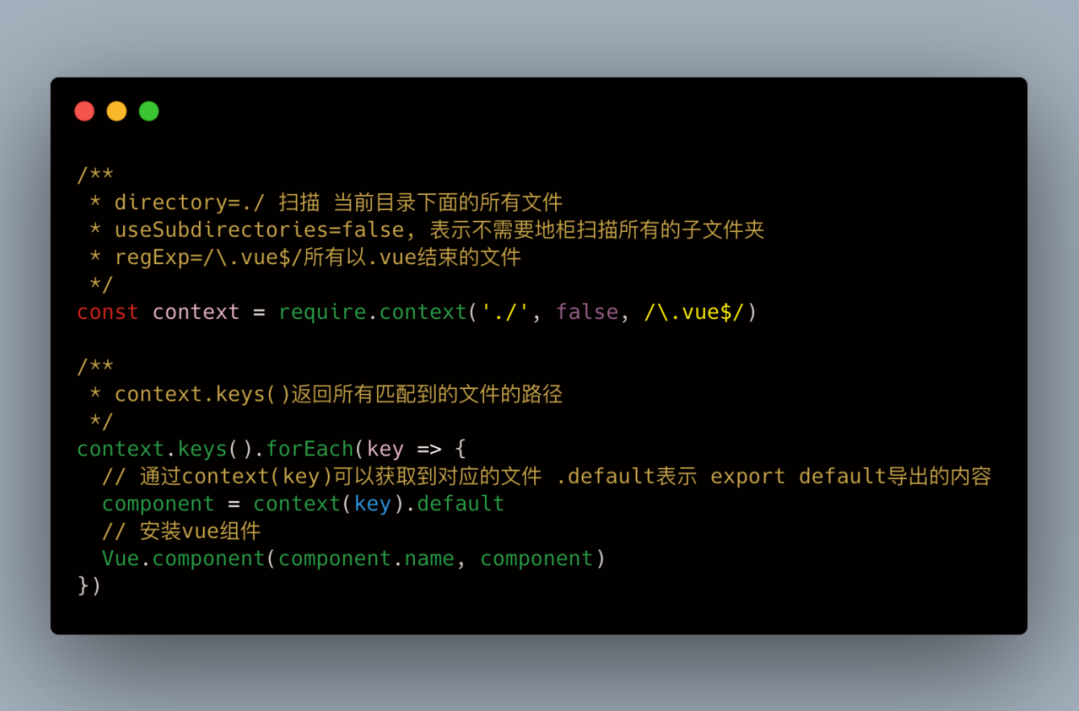 /**
 * directory=./ 扫描 当前目录下面的所有文件
 * useSubdirectories=false, 表示不需要地柜扫描所有的子文件夹
 * regExp=/\.vue$/所有以.vue结束的文件
 */
const context = require.context('./', false, /\.vue$/)
/**
 * context.keys()返回所有匹配到的文件的路径
 */
context.keys().forEach(key => {
  // 通过context(key)可以获取到对应的文件 .default表示 export default导出的内容
  component = context(key).default
  // 安装vue组件
  Vue.component(component.name, component)
})